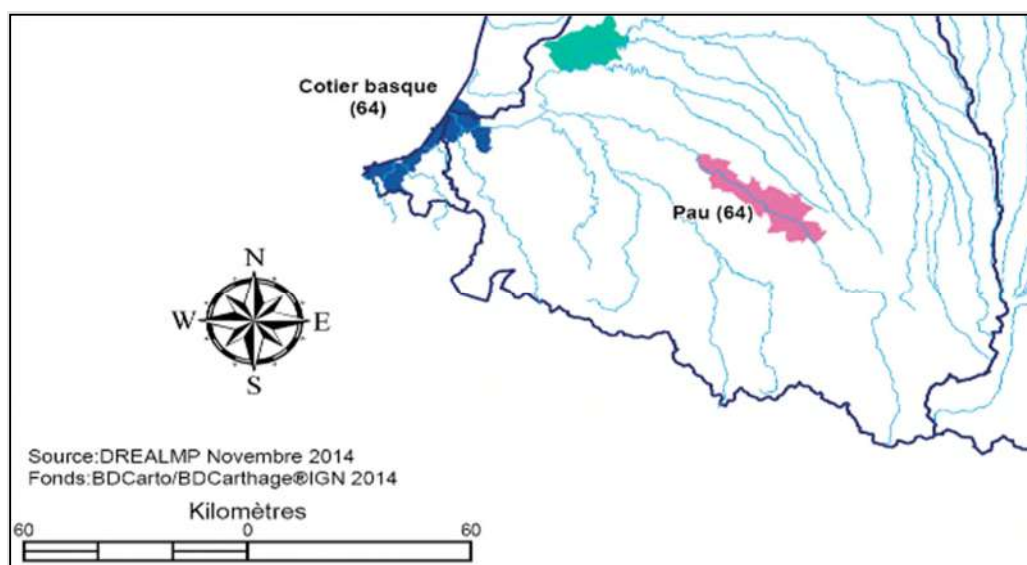 Cotier basque
(64)
Pau (64)
N
W
E
S
Source:DREALMP Novembre 2014
Fonds:BDCarto/BDCarthage®IGN 2014
Kilomètres
60 0 60